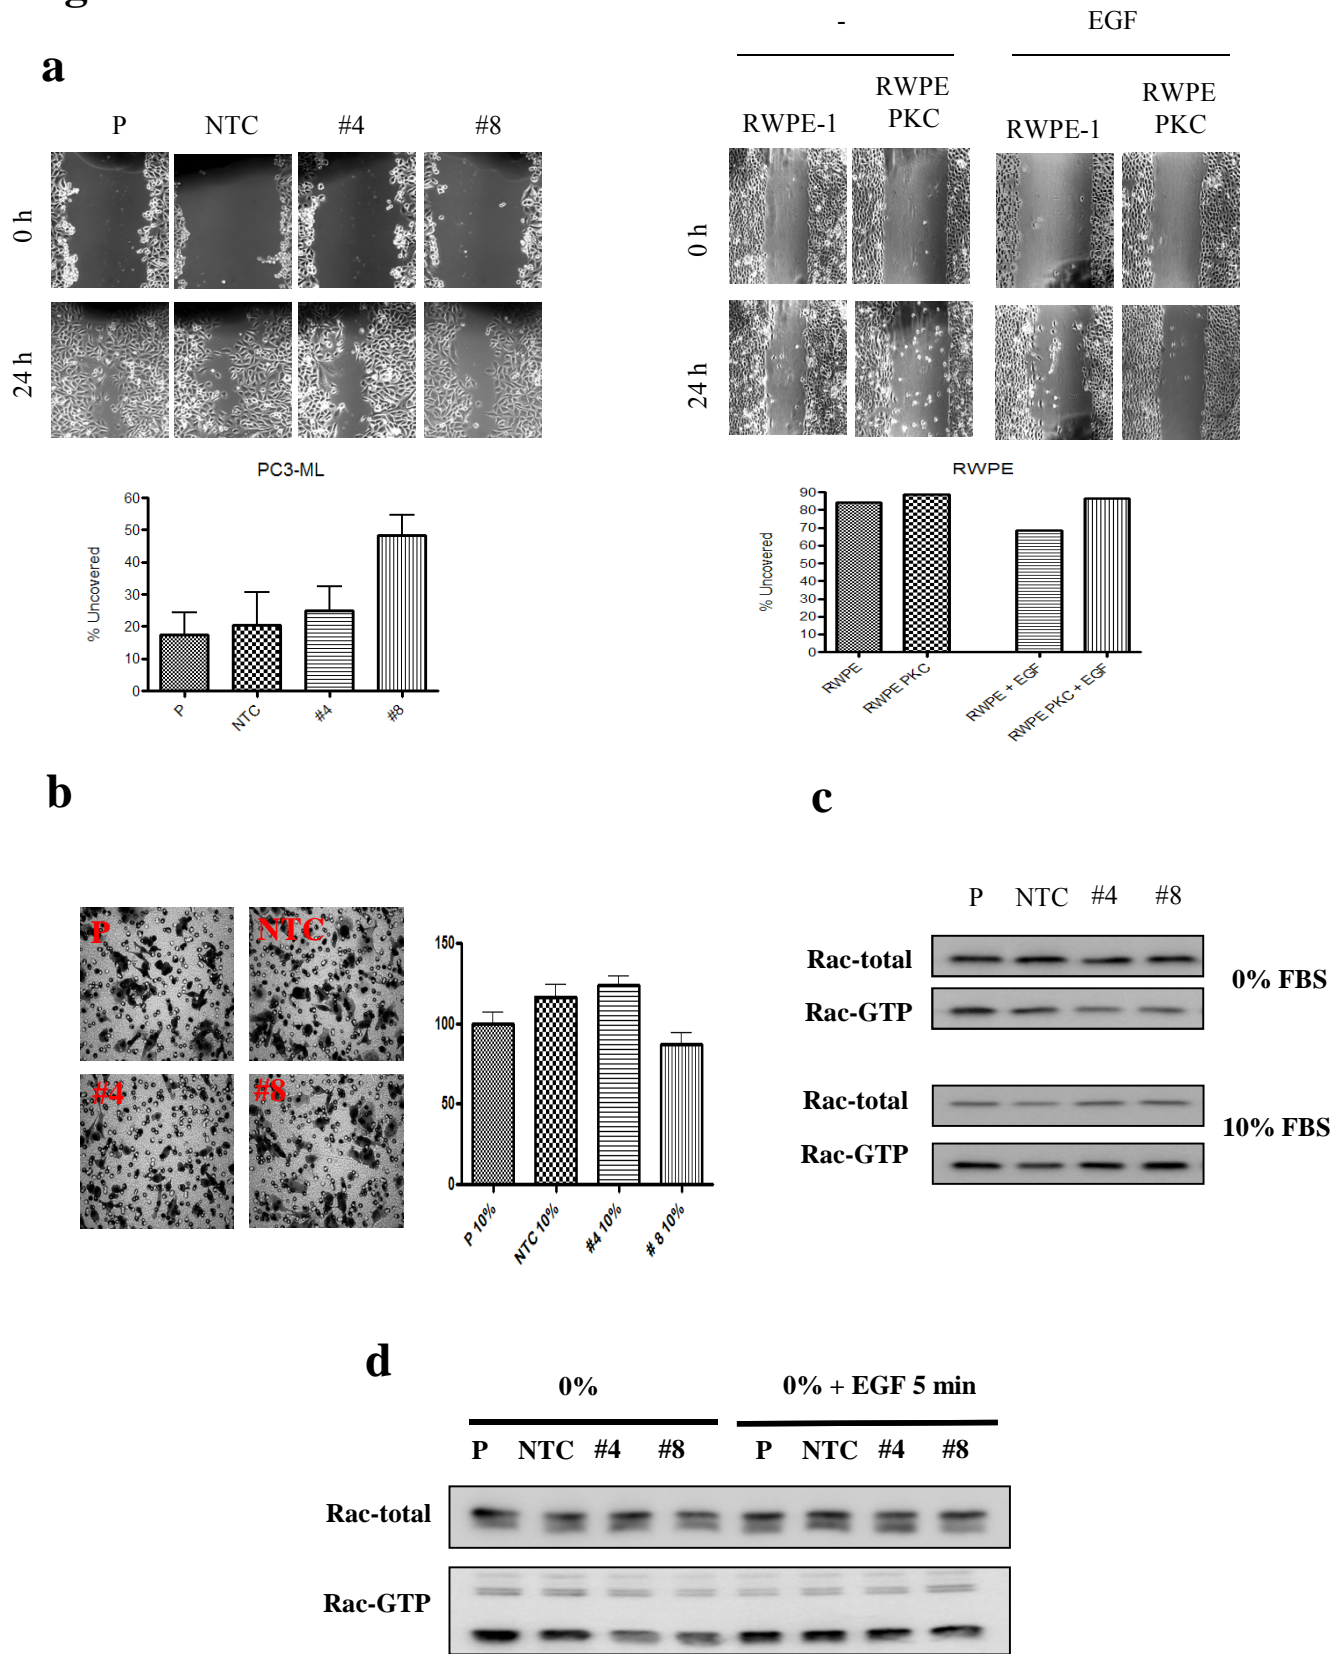 a
P NTC #4 #8
0 h
24 h
PC3-ML
% Uncovered
60
50
40
30
20
10
0
P NTC #4 #8
- EGF
RWPE-1 RWPE PKC RWPE-1 RWPE PKC
0 h
24 h
RWPE
% Uncovered
90
80
70
60
50
40
30
20
10
0
RWPE RWPE PKC RWPE + EGF RWPE PKC + EGF
b
P NTC
#4 #8
150
100
50
0
P 10% NTC 10% #4 10% # 8 10%
c
P NTC #4 #8
Rac-total
Rac-GTP
0% FBS
Rac-total
Rac-GTP
10% FBS
d
0% 0% + EGF 5 min
P NTC #4 #8 P NTC #4 #8
Rac-total
Rac-GTP